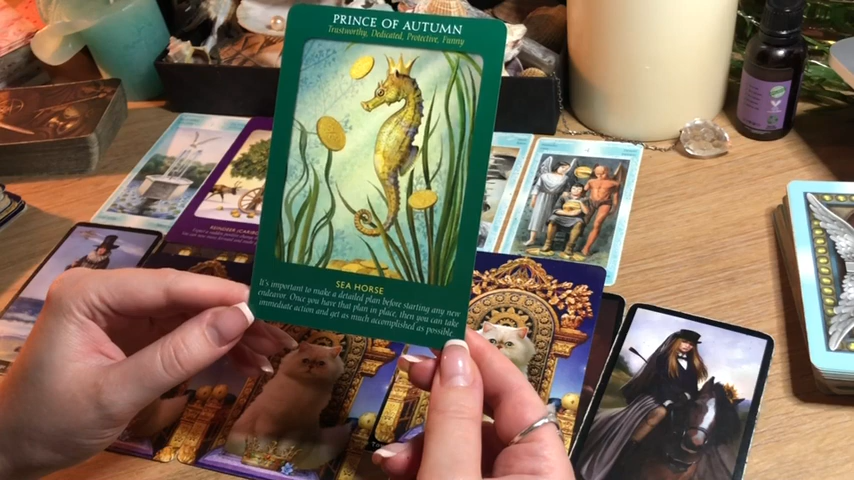 PRINCE OF AUTUMN
Trustworthy, Dedicated, Protective, Funny
SEA HORSE
It's important to make a detailed plan before starting any new
endeavor. Once you have that plan in place, then you can take
immediate action and get as much accomplished as possible.